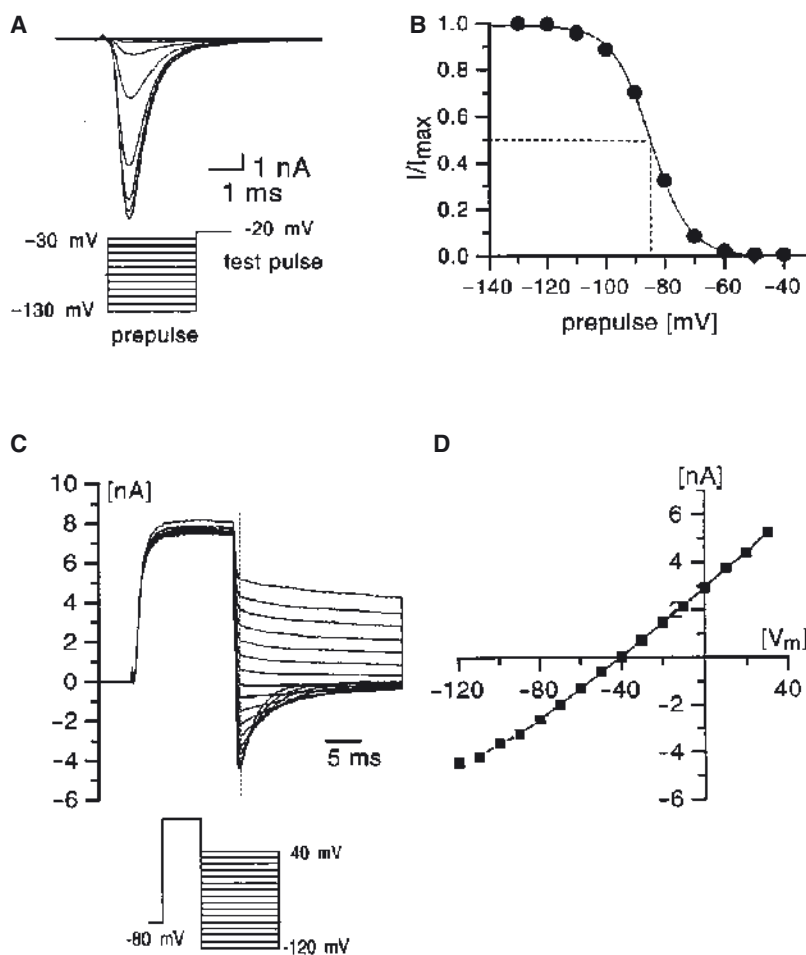 A
1 nA
1 ms
-30 mV
-20 mV
test pulse
-130 mV
prepulse
B
1.0
0.8
0.6
0.4
0.2
0.0
I/Imax
-140 -120 -100 -80 -60 -40
prepulse [mV]
C
10
[nA]
8
6
4
2
0
-2
-4
-6
5 ms
40 mV
-80 mV
-120 mV
D
[nA]
6
4
2
[Vm]
-120 -80 -40 40
-2
-4
-6